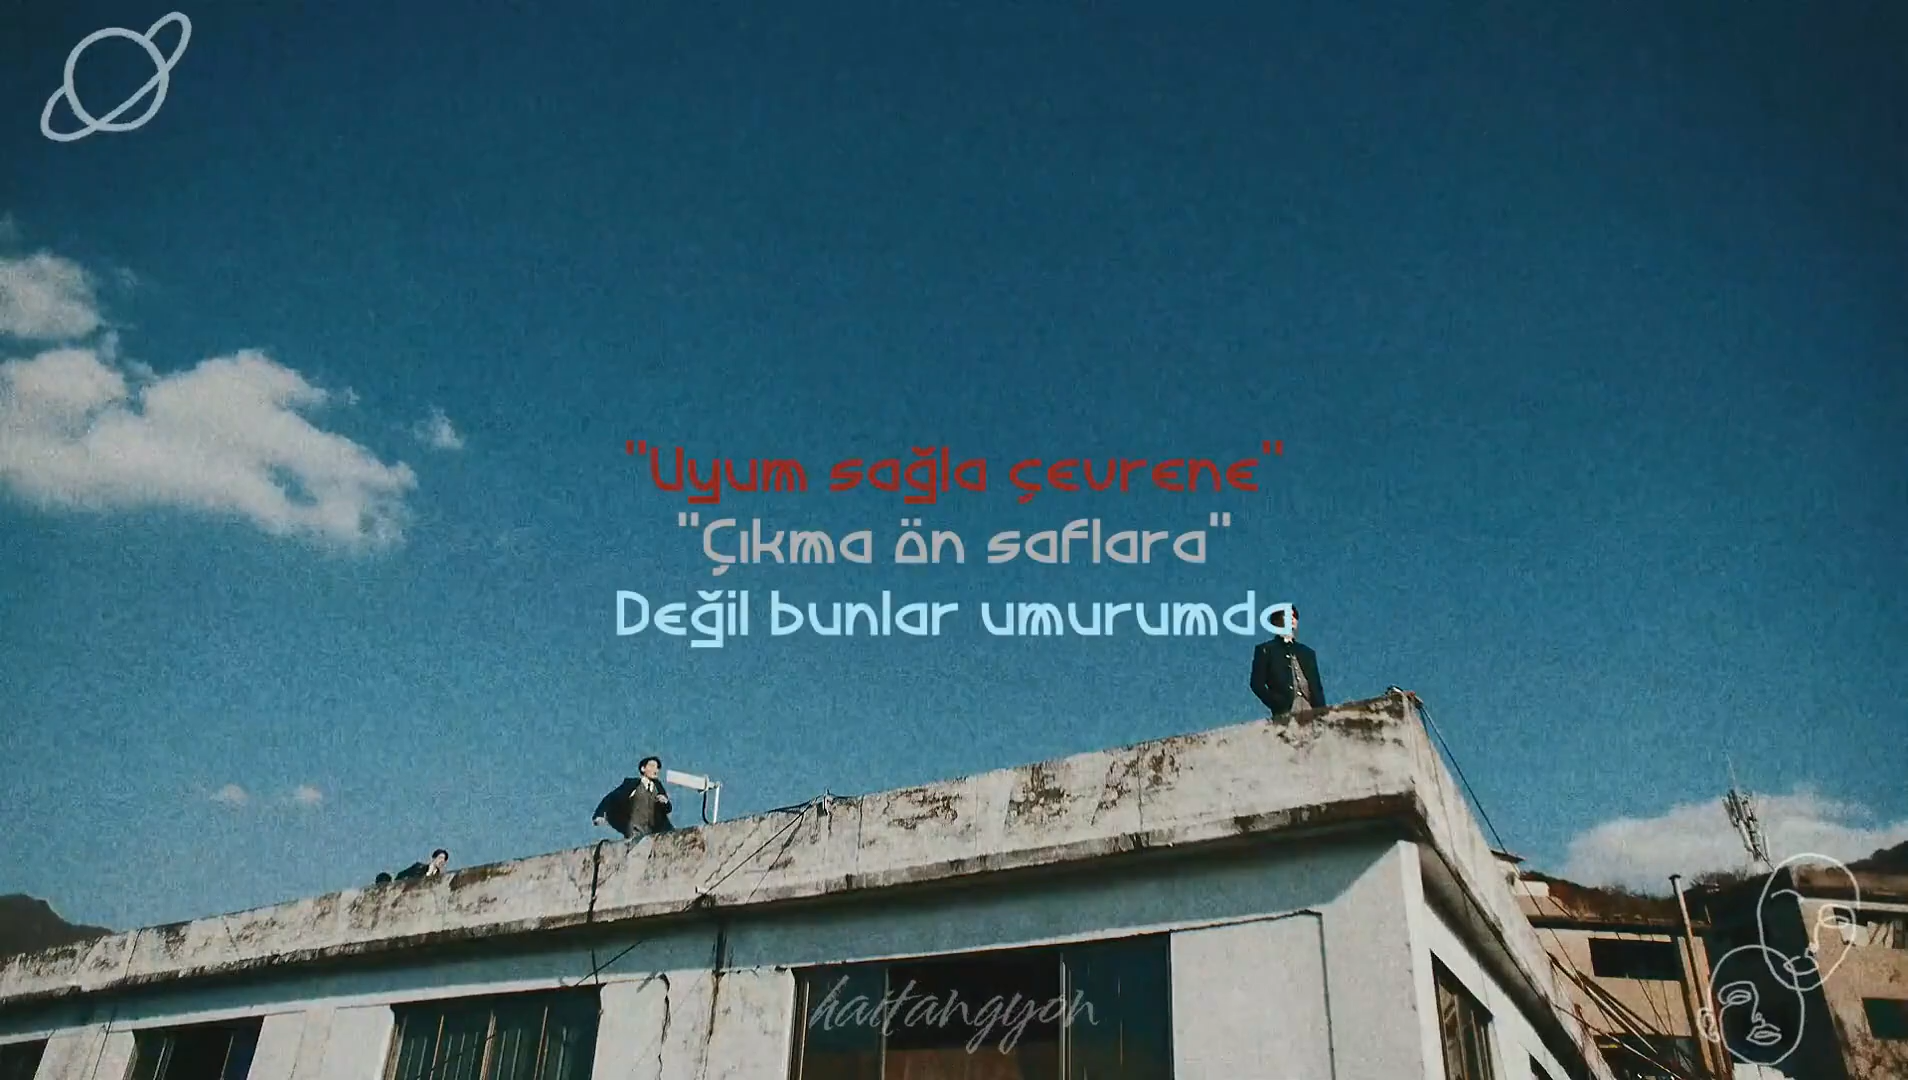 "Uyum sağla çevrene"
"Çıkma ön saflara"
Değil bunlar umurumda
haitangyon